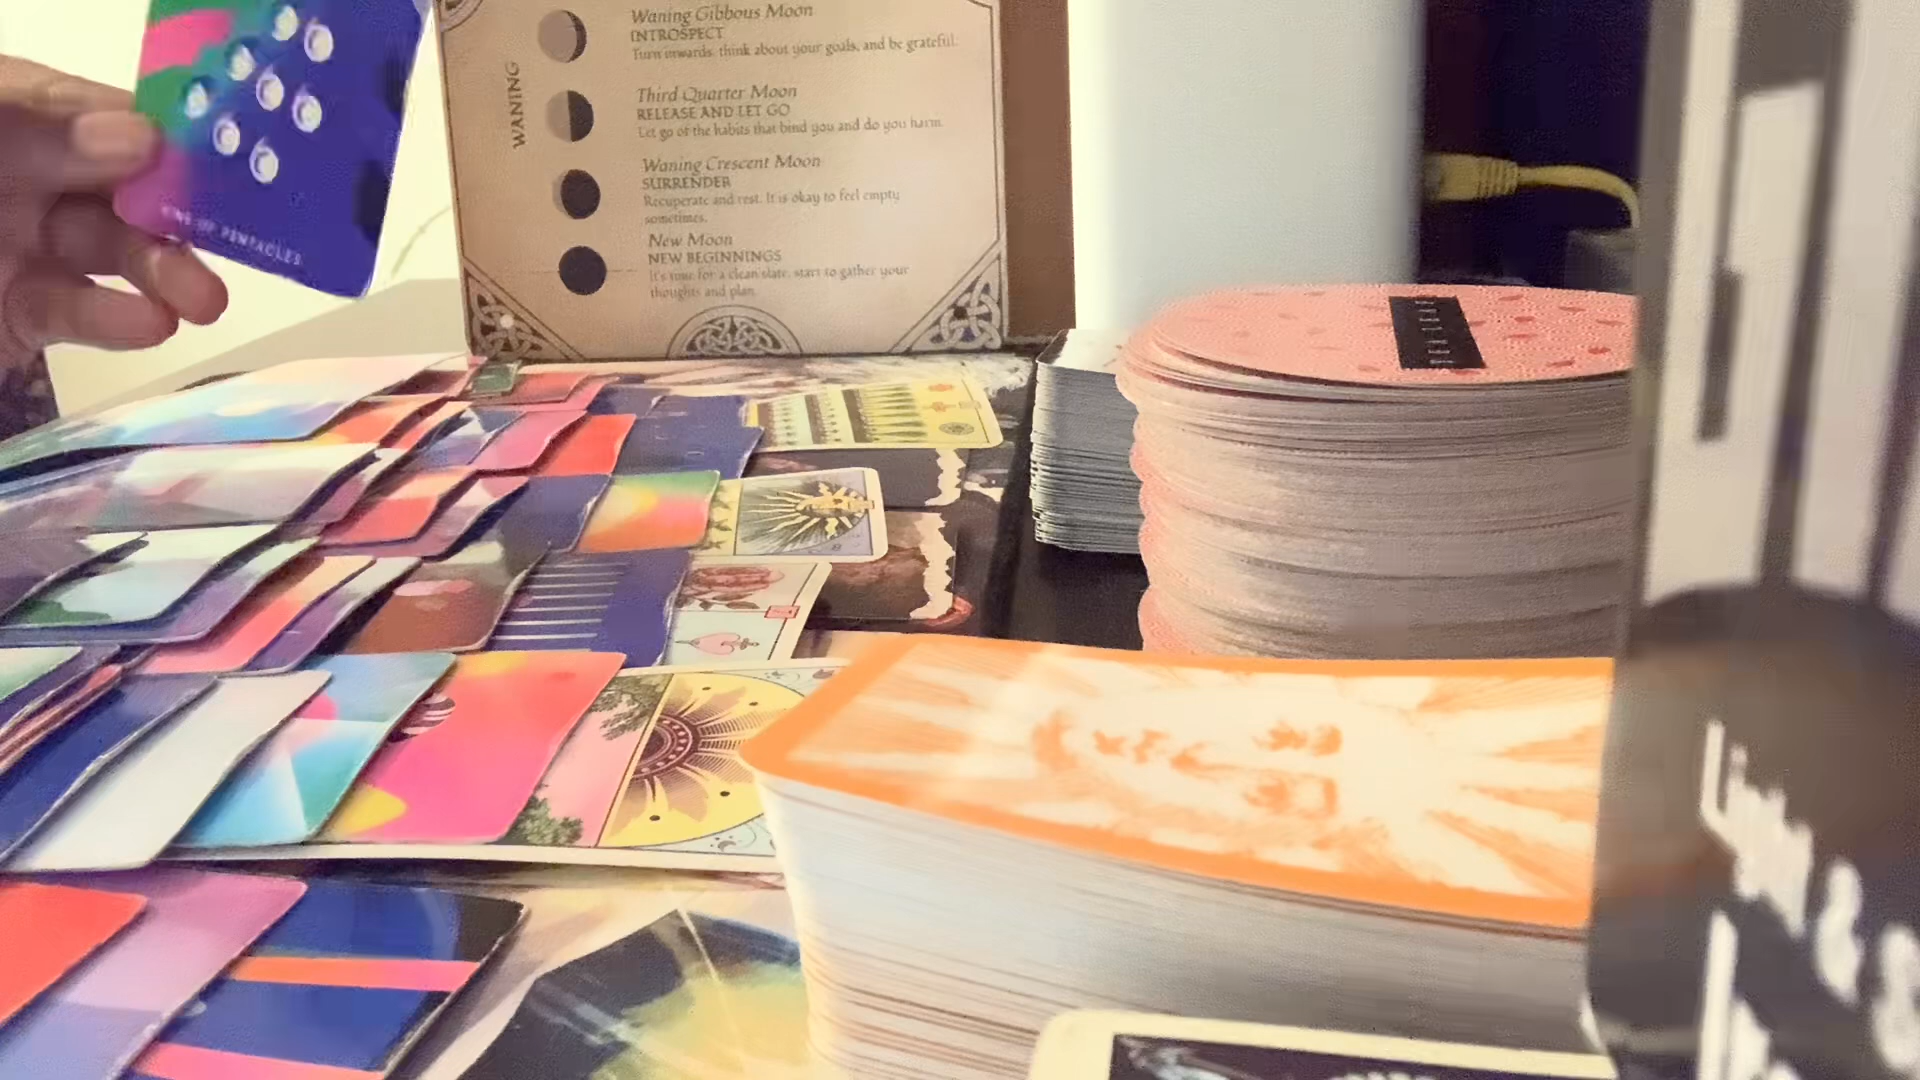 Waning Gibbous Moon
INTROSPECT
Turn inwards, think about your goals, and be grateful.
WANING
Third Quarter Moon
RELEASE AND LET GO
Let go of the habits that bind you and do you harm.
Waning Crescent Moon
SURRENDER
Recuperate and rest. It is okay to feel empty
sometimes.
New Moon
NEW BEGINNINGS
It's time for a clean slate, start to gather your
thoughts and plan.
OF PENTACLES